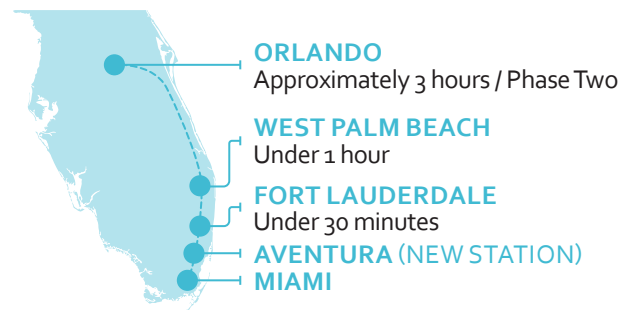 ORLANDO
Approximately 3 hours / Phase Two
WEST PALM BEACH
Under 1 hour
FORT LAUDERDALE
Under 30 minutes
AVENTURA (NEW STATION)
MIAMI